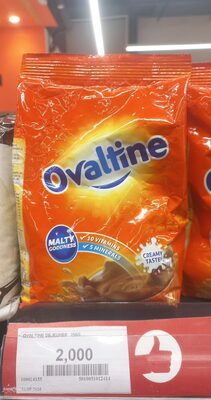 Ovaltine
MALTY
GOODNESS
✓ 10 VITAMINS
✓ 5 MINERALS
CREAMY
TASTE!
2,000